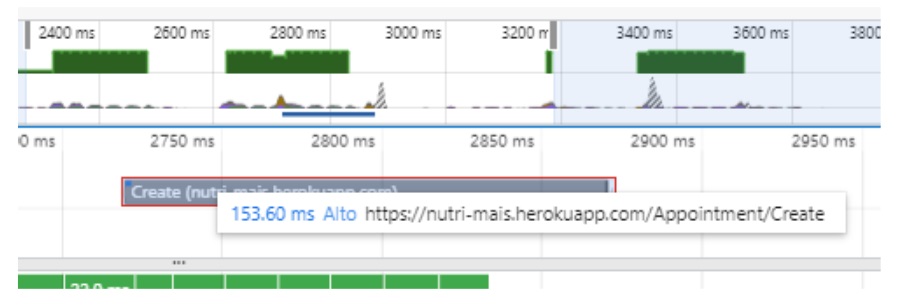 2400 ms 2600 ms 2800 ms 3000 ms 3200 m 3400 ms 3600 ms 3800
0 ms 2750 ms 2800 ms 2850 ms 2900 ms 2950 ms
Create (nutri-mais.herokuapp.com)
153.60 ms Alto https://nutri-mais.herokuapp.com/Appointment/Create
...